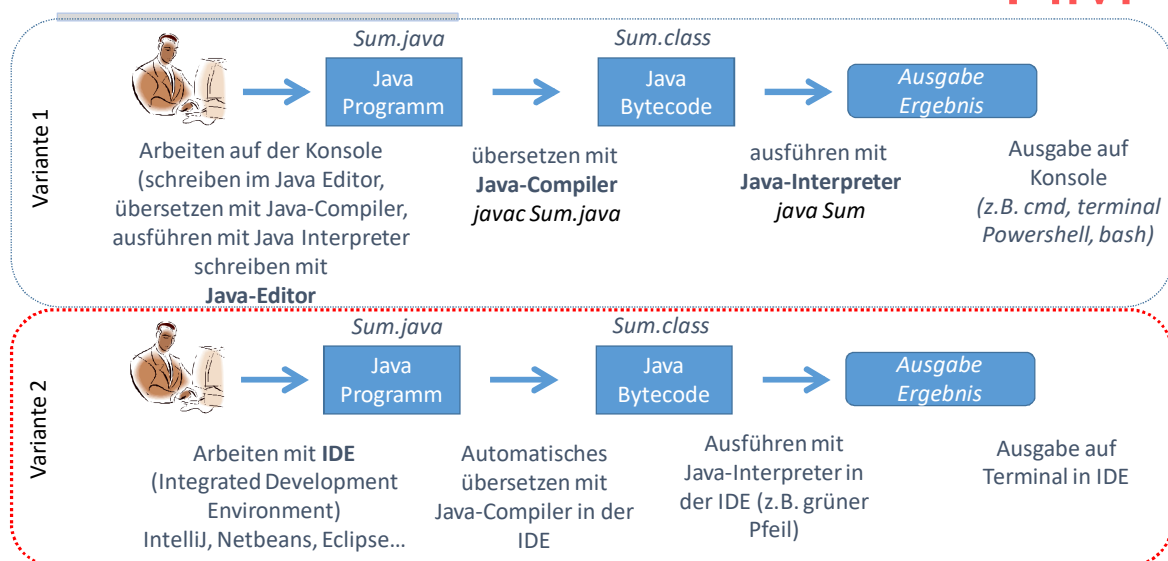 Variante 1
Sum.java
Sum.class
Java
Programm
Java
Bytecode
Ausgabe
Ergebnis
Arbeiten auf der Konsole
(schreiben im Java Editor,
übersetzen mit Java-Compiler,
ausführen mit Java Interpreter
schreiben mit
Java-Editor
übersetzen mit
Java-Compiler
javac Sum.java
ausführen mit
Java-Interpreter
java Sum
Ausgabe auf
Konsole
(z.B. cmd, terminal
Powershell, bash)
Variante 2
Sum.java
Sum.class
Java
Programm
Java
Bytecode
Ausgabe
Ergebnis
Arbeiten mit IDE
(Integrated Development
Environment)
IntelliJ, Netbeans, Eclipse...
Automatisches
übersetzen mit
Java-Compiler in der
IDE
Ausführen mit
Java-Interpreter in
der IDE (z.B. grüner
Pfeil)
Ausgabe auf
Terminal in IDE